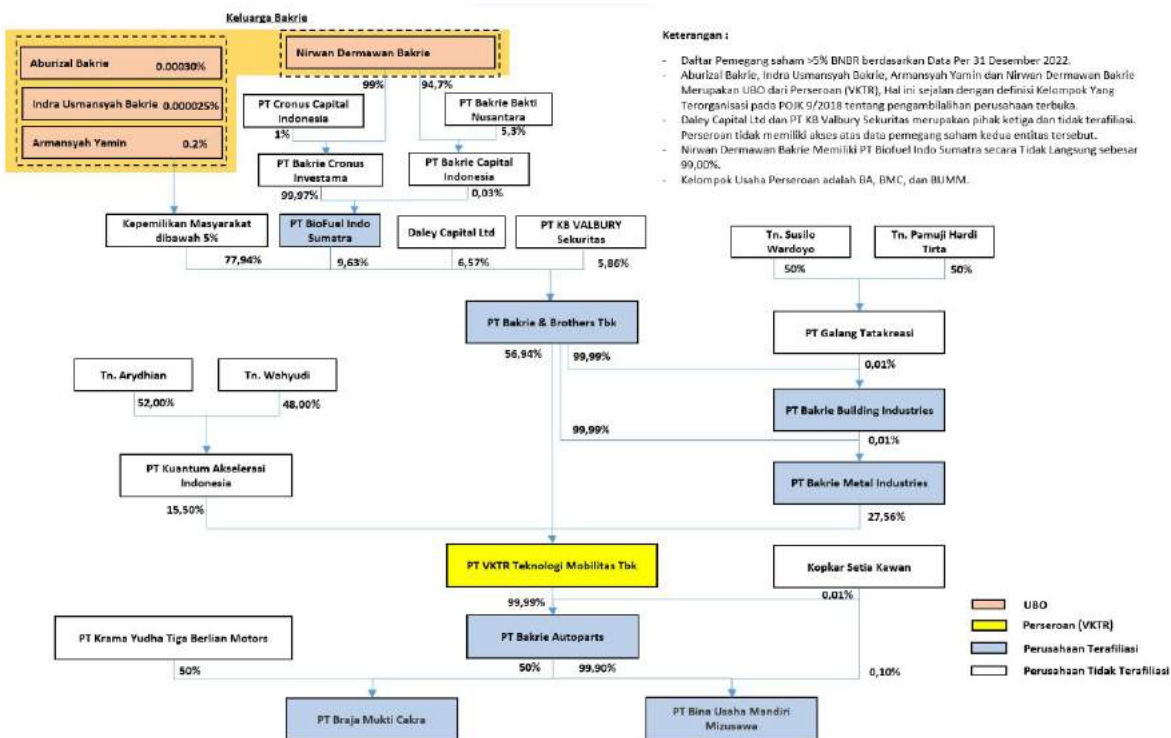 Keluarga Bakrie
Aburizal Bakrie 0.00030%
Indra Usmansyah Bakrie 0.000025%
Armansyah Yamin 0.2%
Nirwan Dermawan Bakrie
99%
94,7%
PT Cronus Capital
Indonesia
1%
PT Bakrie Bakti
Nusantara
5,3%
PT Bakrie Cronus
Investama
99,97%
PT Bakrie Capital
Indonesia
0,03%
Kepemilikan Masyarakat
dibawah 5%
77,94%
PT BioFuel Indo
Sumatra
9,63%
Daley Capital Ltd
6,57%
PT KB VALBURY
Sekuritas
5,86%
Keterangan :
- Daftar Pemegang saham >5% BNBR berdasarkan Data Per 31 Desember 2022.
- Aburizal Bakrie, Indra Usmansyah Bakrie, Armansyah Yamin dan Nirwan Dermawan Bakrie
Merupakan UBO dari Perseroan (VKTR), Hal ini sejalan dengan definisi Kelompok Yang
Terorganisasi pada POJK 9/2018 tentang pengambilalihan perusahaan terbuka.
- Daley Capital Ltd dan PT KB Valbury Sekuritas merupakan pihak ketiga dan tidak terafiliasi.
Perseroan tidak memiliki akses atas data pemegang saham kedua entitas tersebut.
- Nirwan Dermawan Bakrie Memiliki PT Biofuel Indo Sumatra secara Tidak Langsung sebesar
99,00%.
- Kelompok Usaha Perseroan adalah BA, BMC, dan BUMM.
Tn. Susilo
Wardoyo
50%
Tn. Pamuji Hardi
Tirta
50%
PT Bakrie & Brothers Tbk
56,94%
99,99%
PT Galang Tatakreasi
0,01%
Tn. Arydhian
52,00%
Tn. Wahyudi
48,00%
PT Bakrie Building Industries
99,99%
0,01%
PT Kuantum Akselerasi
Indonesia
15,50%
PT Bakrie Metal Industries
27,56%
PT VKTR Teknologi Mobilitas Tbk
99,99%
Kopkar Setia Kawan
0,01%
PT Krama Yudha Tiga Berlian Motors
50%
PT Bakrie Autoparts
50%
99,90%
0,10%
PT Braja Mukti Cakra
PT Bina Usaha Mandiri
Mizusawa
UBO
Perseroan (VKTR)
Perusahaan Terafiliasi
Perusahaan Tidak Terafiliasi